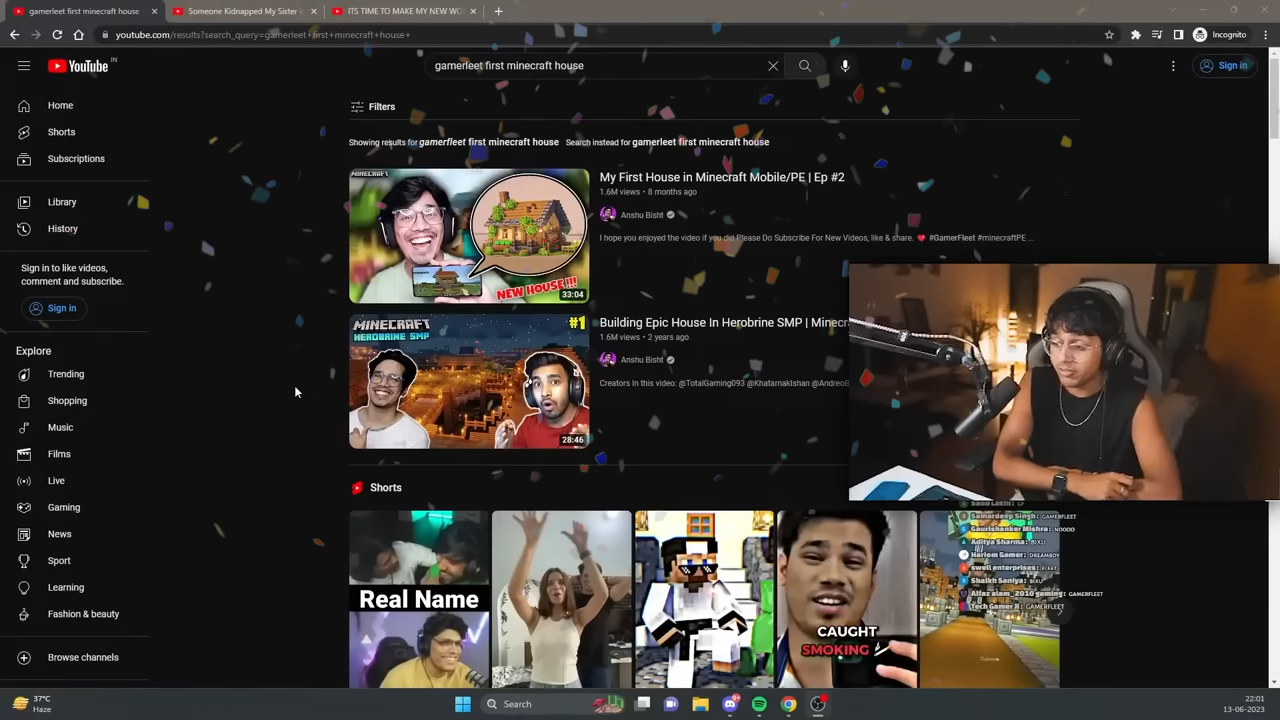 gamerleet first minecraft house
Someone Kidnapped My Sister in
ITS TIME TO MAKE MY NEW WO
youtube.com/results?search_query=gamerleet+first+minecraft+house+
Incognito
YouTube IN
gamerleet first minecraft house
Sign in
Home
Shorts
Subscriptions
Library
History
Sign in to like videos,
comment and subscribe.
Sign in
Explore
Trending
Shopping
Music
Films
Live
Gaming
News
Sport
Learning
Fashion & beauty
Browse channels
Filters
Showing results for gamerfleet first minecraft house Search instead for gamerleet first minecraft house
MINECRAFT
NEW HOUSE !!!
33:04
My First House in Minecraft Mobile/PE | Ep #2
1.6M views • 8 months ago
Anshu Bisht
I hope you enjoyed the video if you did Please Do Subscribe For New Videos, like & share. ❤️ #GamerFleet #minecraftPE ...
MINECRAFT
HEROBRINE SMP
#1
28:46
Building Epic House In Herobrine SMP | Minecr
1.6M views • 2 years ago
Anshu Bisht
Creators In this video: @TotalGaming093 @KhatarnakIshan @AndreoB
Shorts
Real Name
CAUGHT
SMOKING
Samardeep Singh: GAMERFLEET
Gaurishanker Mishra: NOOOO
Aditya Sharma: BIXU
Hariom Gamer: DREAMBOY
swell enterprises: FLEET
Shaikh Saniya: BIXU
Alfaz alam_2010 gaming: GAMERFLEET
Tech Gamer Ji: GAMERFLEET
37°C
Haze
Search
22:01
13-06-2023